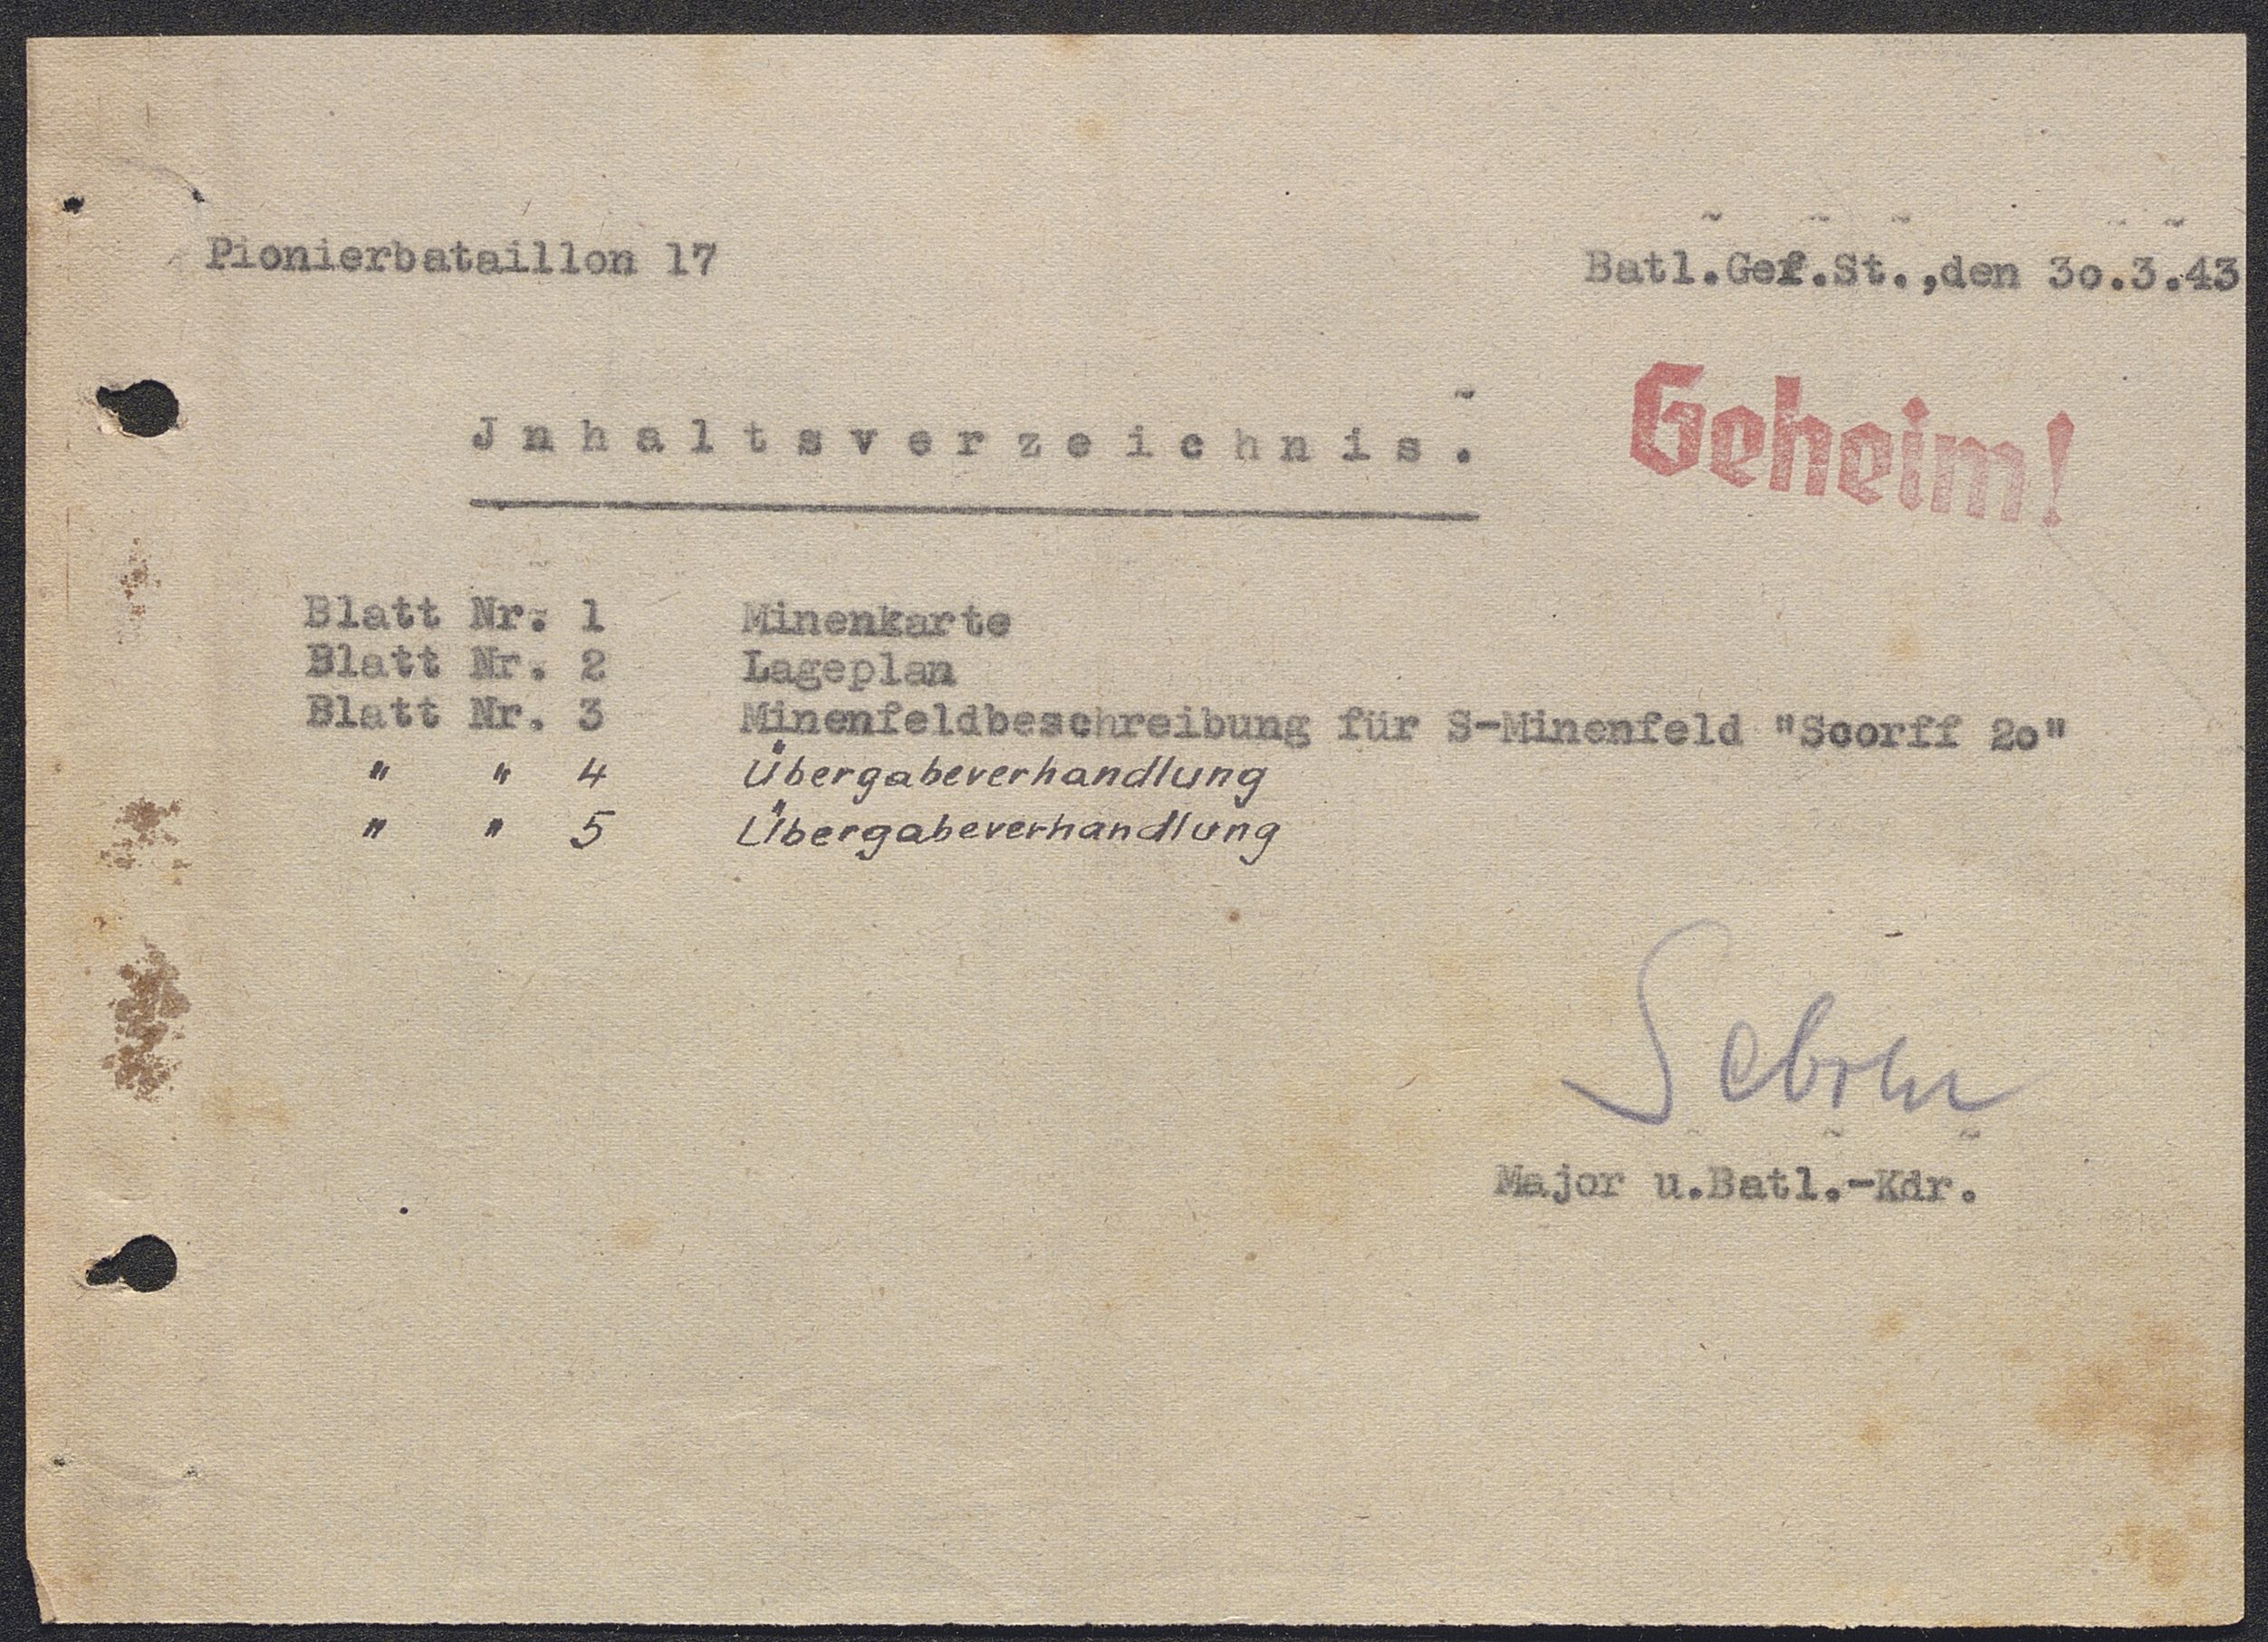 Pionierbataillon 17
Batl.Gef.St.,den 3o.3.43
Geheim!
Jnhaltsverzeichnis.
Blatt Nr. 1 Minenkarte
Blatt Nr. 2 Lageplan
Blatt Nr. 3 Minenfeldbeschreibung für S-Minenfeld "Scorff 2o"
" " 4 Übergabeverhandlung
" " 5 Übergabeverhandlung
Major u.Batl.-Kdr.